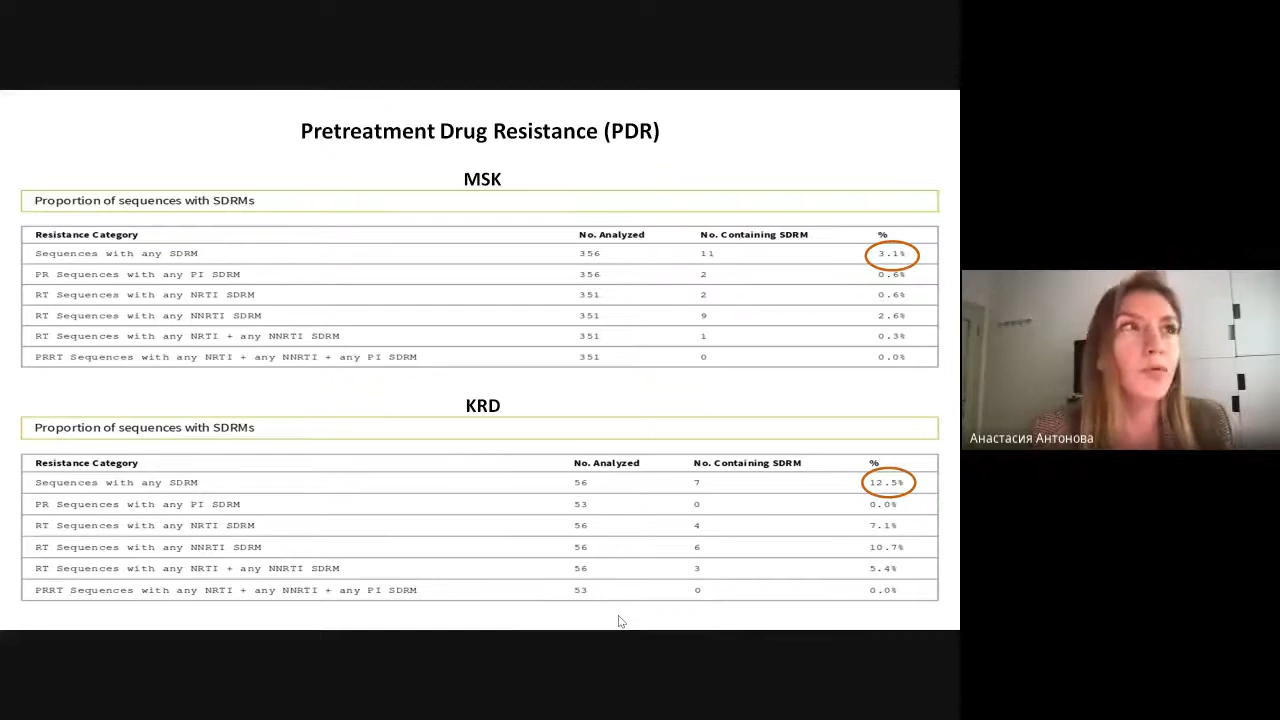 Pretreatment Drug Resistance (PDR)
MSK
Proportion of sequences with SDRMs
Resistance Category No. Analyzed No. Containing SDRM %
Sequences with any SDRM 356 11 3.1%
PR Sequences with any PI SDRM 356 2 0.6%
RT Sequences with any NRTI SDRM 351 2 0.6%
RT Sequences with any NNRTI SDRM 351 9 2.6%
RT Sequences with any NRTI + any NNRTI SDRM 351 1 0.3%
PRRT Sequences with any NRTI + any NNRTI + any PI SDRM 351 0 0.0%
KRD
Proportion of sequences with SDRMs
Resistance Category No. Analyzed No. Containing SDRM %
Sequences with any SDRM 56 7 12.5%
PR Sequences with any PI SDRM 53 0 0.0%
RT Sequences with any NRTI SDRM 56 4 7.1%
RT Sequences with any NNRTI SDRM 56 6 10.7%
RT Sequences with any NRTI + any NNRTI SDRM 56 3 5.4%
PRRT Sequences with any NRTI + any NNRTI + any PI SDRM 53 0 0.0%
Анастасия Антонова